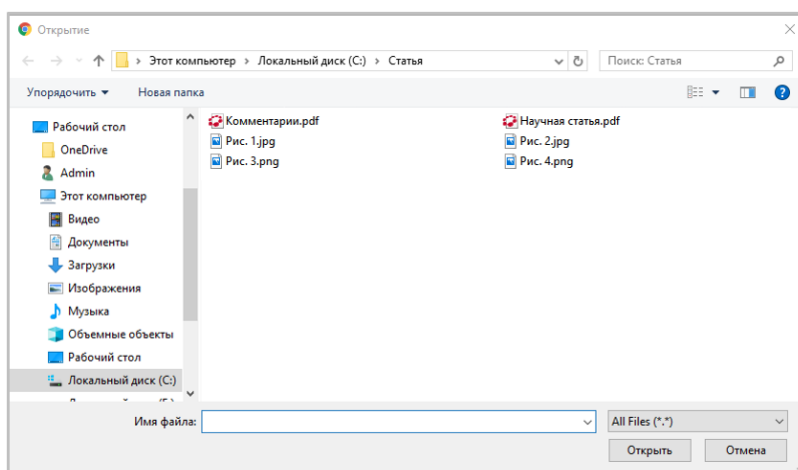 Открытие
Этот компьютер › Локальный диск (C:) › Статья
Поиск: Статья
Упорядочить
Новая папка
Рабочий стол
OneDrive
Admin
Этот компьютер
Видео
Документы
Загрузки
Изображения
Музыка
Объемные объекты
Рабочий стол
Локальный диск (C:)
Комментарии.pdf
Научная статья.pdf
Рис. 1.jpg
Рис. 2.jpg
Рис. 3.png
Рис. 4.png
Имя файла:
All Files (*.*)
Открыть
Отмена